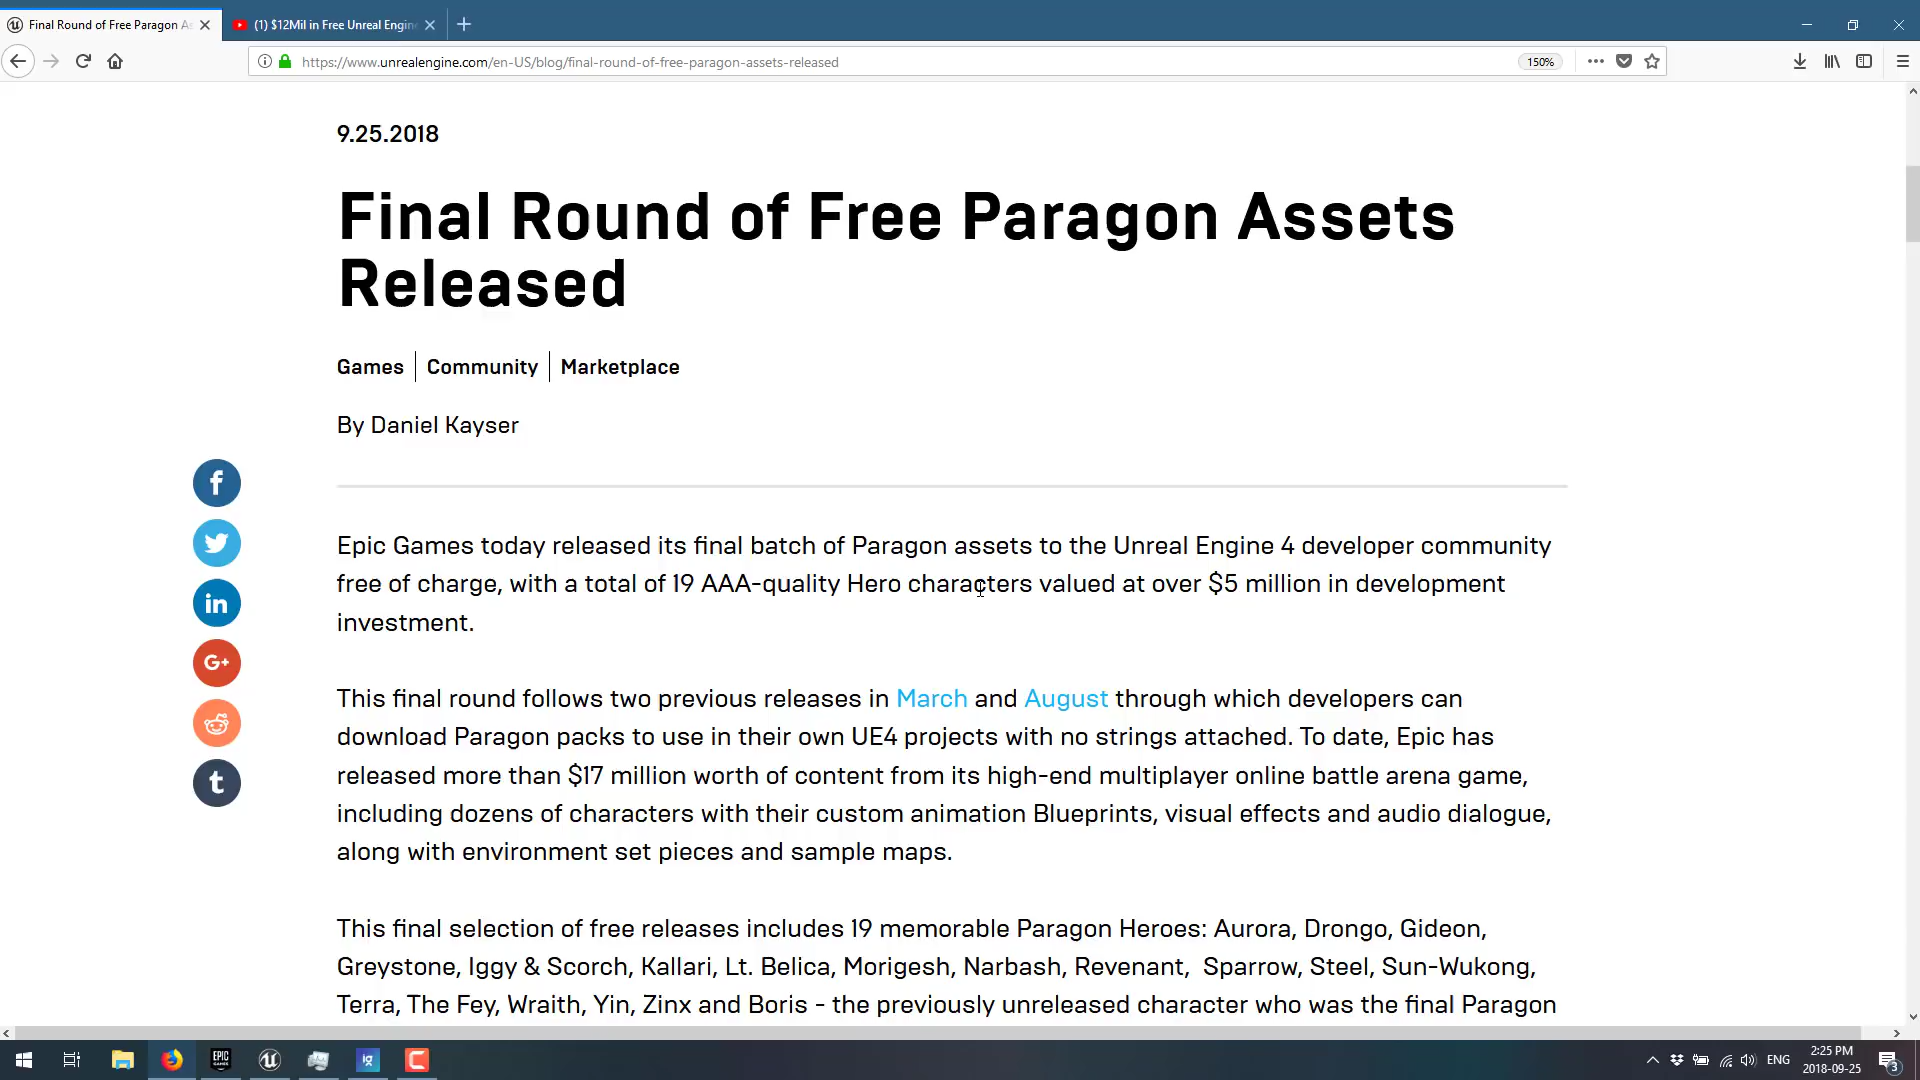 Final Round of Free Paragon As
(1) $12Mil in Free Unreal Engin
https://www.unrealengine.com/en-US/blog/final-round-of-free-paragon-assets-released
150%
9.25.2018
Final Round of Free Paragon Assets
Released
Games
Community
Marketplace
By Daniel Kayser
f
in
G+
t
Epic Games today released its final batch of Paragon assets to the Unreal Engine 4 developer community
free of charge, with a total of 19 AAA-quality Hero characters valued at over $5 million in development
investment.
This final round follows two previous releases in March and August through which developers can
download Paragon packs to use in their own UE4 projects with no strings attached. To date, Epic has
released more than $17 million worth of content from its high-end multiplayer online battle arena game,
including dozens of characters with their custom animation Blueprints, visual effects and audio dialogue,
along with environment set pieces and sample maps.
This final selection of free releases includes 19 memorable Paragon Heroes: Aurora, Drongo, Gideon,
Greystone, Iggy & Scorch, Kallari, Lt. Belica, Morigesh, Narbash, Revenant, Sparrow, Steel, Sun-Wukong,
Terra, The Fey, Wraith, Yin, Zinx and Boris - the previously unreleased character who was the final Paragon
EPIC
GAMES
ig
C
ENG
2:25 PM
2018-09-25
3